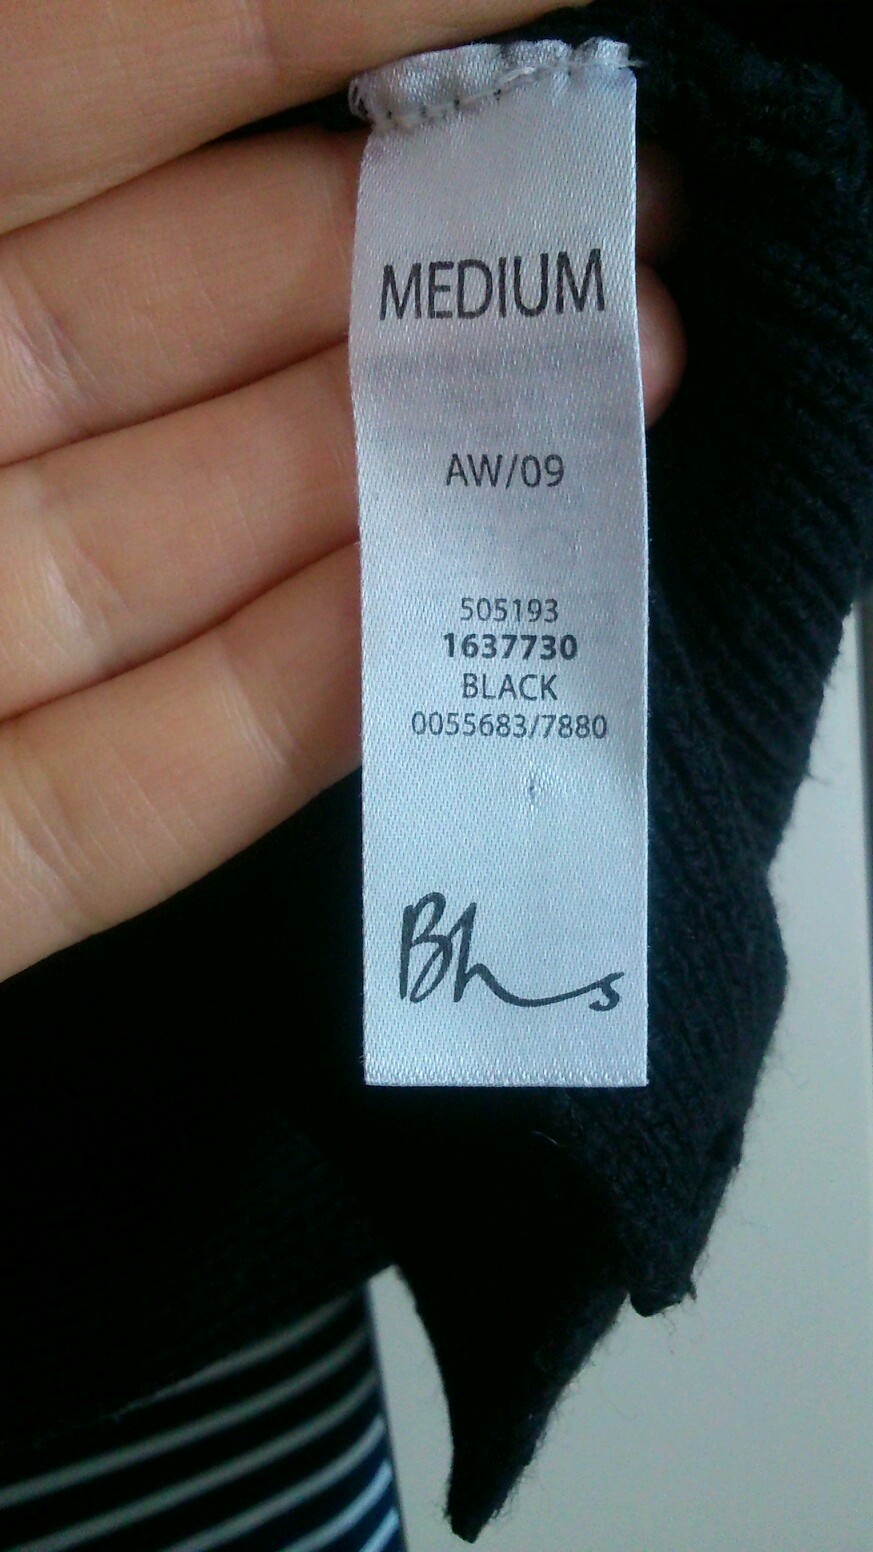 MEDIUM
AW/09
505193
1637730
BLACK
0055683/7880
Bhs